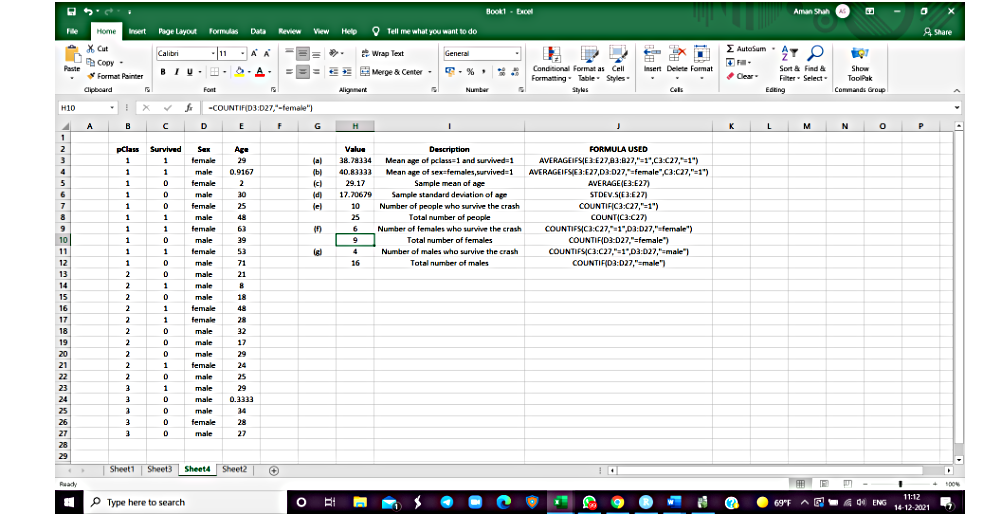 Book1 - Excel
Aman Shah AS
File Home Insert Page Layout Formulas Data Review View Help Tell me what you want to do Share
Cut Calibri 11 A A Wrap Text General AutoSum
Copy Fill
Paste Format Painter B I U A Merge & Center % Conditional Format as Cell Insert Delete Format Clear Sort & Find & Show
Formatting Table Styles Filter Select ToolPak
Clipboard Font Alignment Number Styles Cells Editing Commands Group
H10 fx =COUNTIF(D3:D27,"=female")
A B C D E F G H I J K L M N O P
1
2 pClass Survived Sex Age Value Description FORMULA USED
3 1 1 female 29 (a) 38.78334 Mean age of pclass=1 and survived=1 AVERAGEIFS(E3:E27,B3:B27,"=1",C3:C27,"=1")
4 1 1 male 0.9167 (b) 40.83333 Mean age of sex=females,survived=1 AVERAGEIFS(E3:E27,D3:D27,"=female",C3:C27,"=1")
5 1 0 female 2 (c) 29.17 Sample mean of age AVERAGE(E3:E27)
6 1 0 male 30 (d) 17.70679 Sample standard deviation of age STDEV.S(E3:E27)
7 1 0 female 25 (e) 10 Number of people who survive the crash COUNTIF(C3:C27,"=1")
8 1 1 male 48 25 Total number of people COUNT(C3:C27)
9 1 1 female 63 (f) 6 Number of females who survive the crash COUNTIFS(C3:C27,"=1",D3:D27,"=female")
10 1 0 male 39 9 Total number of females COUNTIF(D3:D27,"=female")
11 1 1 female 53 (g) 4 Number of males who survive the crash COUNTIFS(C3:C27,"=1",D3:D27,"=male")
12 1 0 male 71 16 Total number of males COUNTIF(D3:D27,"=male")
13 2 0 male 21
14 2 1 male 8
15 2 0 male 18
16 2 1 female 48
17 2 1 female 28
18 2 0 male 32
19 2 0 male 17
20 2 0 male 29
21 2 1 female 24
22 2 0 male 25
23 3 1 male 29
24 3 0 male 0.3333
25 3 0 male 34
26 3 0 female 28
27 3 0 male 27
28
29
Sheet1 Sheet3 Sheet4 Sheet2
Ready 100%
Type here to search 69°F ENG 11:12
14-12-2021